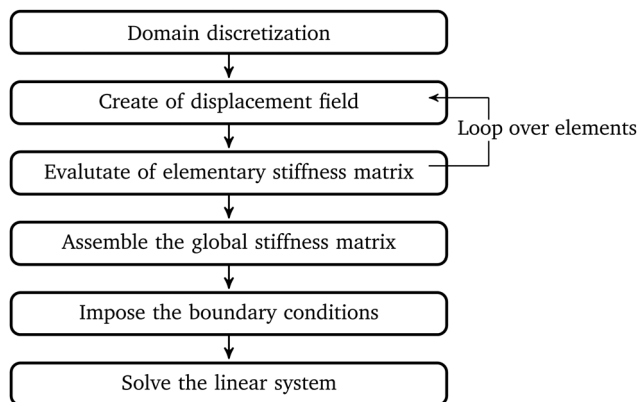 Domain discretization
Create of displacement field
Loop over elements
Evalutate of elementary stiffness matrix
Assemble the global stiffness matrix
Impose the boundary conditions
Solve the linear system